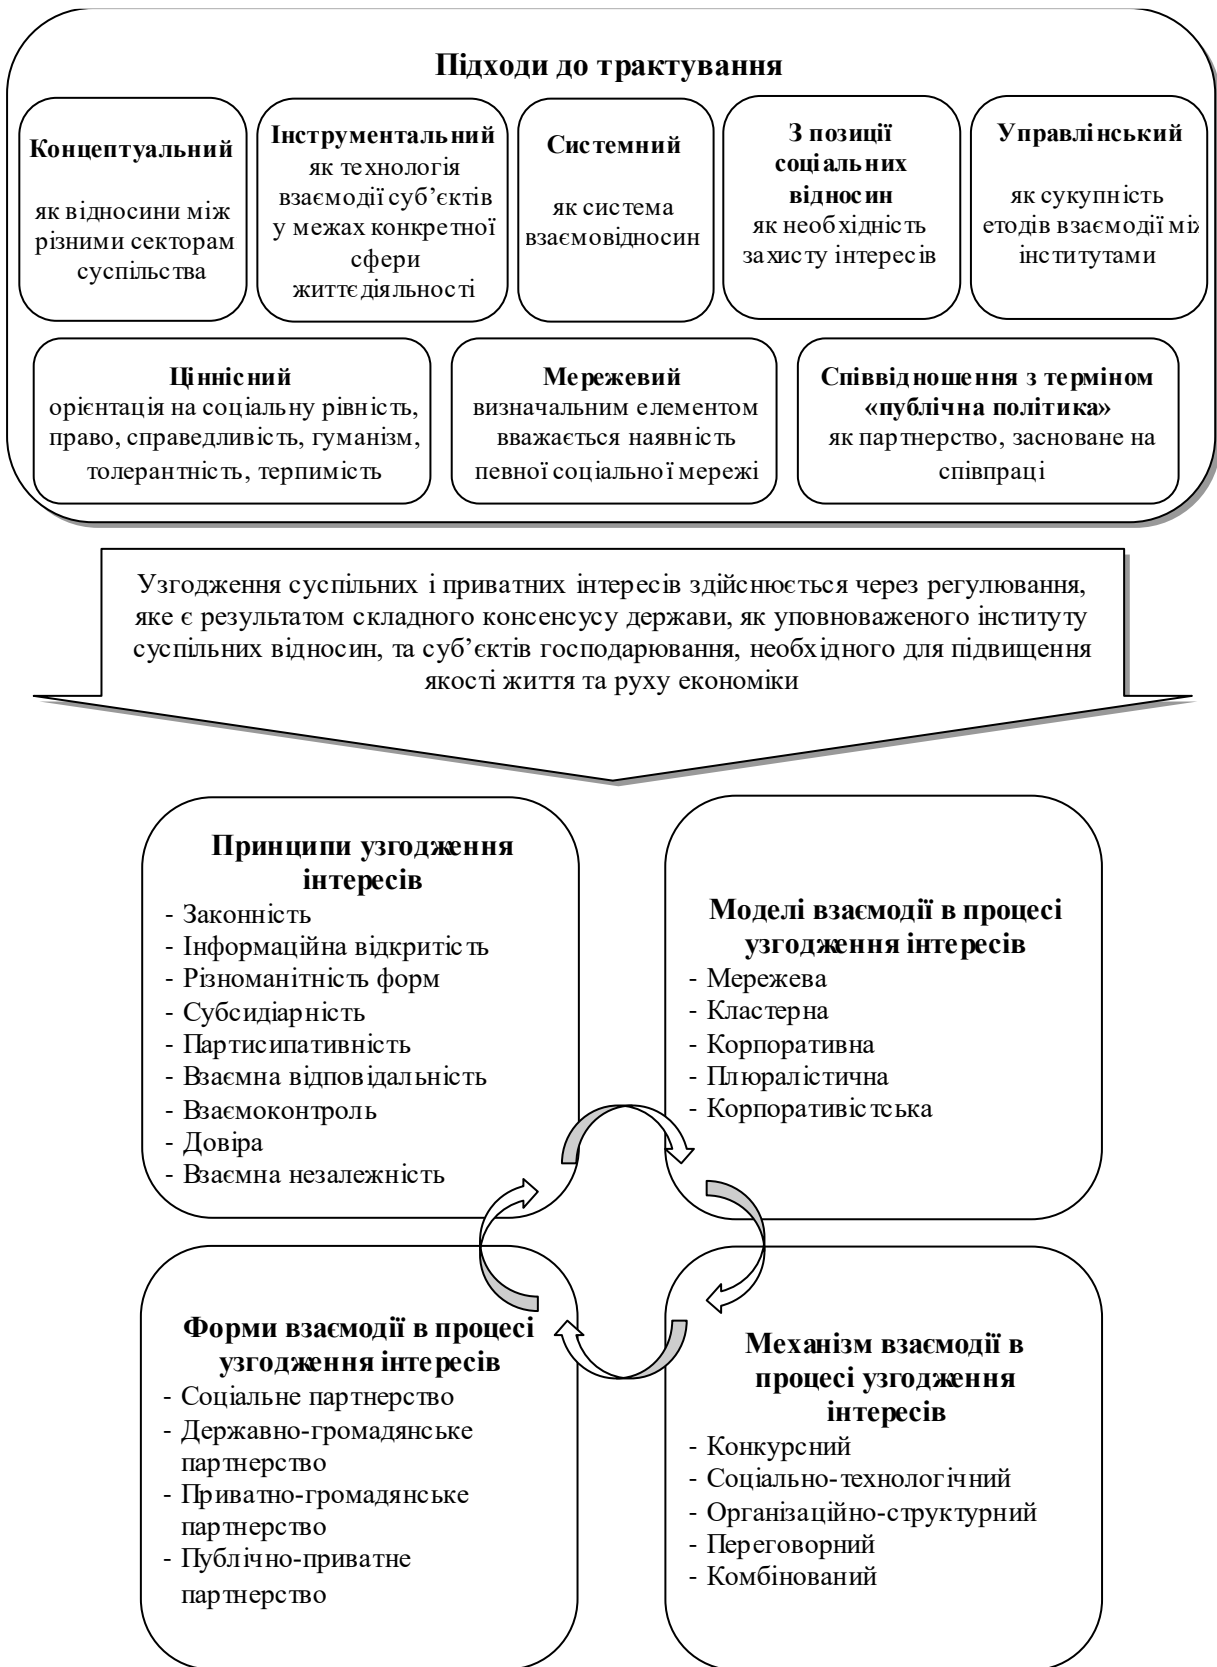 Підходи до трактування
Концептуальний
як відносини між
різними секторам
суспільства
Інструментальний
як технологія
взаємодії суб’єктів
у межах конкретної
сфери
життєдіяльності
Системний
як система
взаємовідносин
З позиції
соціальних
відносин
як необхідність
захисту інтересів
Управлінський
як сукупність
етодів взаємодії між
інститутами
Ціннісний
орієнтація на соціальну рівність,
право, справедливість, гуманізм,
толерантність, терпимість
Мережевий
визначальним елементом
вважається наявність
певної соціальної мережі
Співвідношення з терміном
«публічна політика»
як партнерство, засноване на
співпраці
Узгодження суспільних і приватних інтересів здійснюється через регулювання,
яке є результатом складного консенсусу держави, як уповноваженого інституту
суспільних відносин, та суб’єктів господарювання, необхідного для підвищення
якості життя та руху економіки
Принципи узгодження
інтересів
- Законність
- Інформаційна відкритість
- Різноманітність форм
- Субсидіарність
- Партисипативність
- Взаємна відповідальність
- Взаємоконтроль
- Довіра
- Взаємна незалежність
Моделі взаємодії в процесі
узгодження інтересів
- Мережева
- Кластерна
- Корпоративна
- Плюралістична
- Корпоративістська
Форми взаємодії в процесі
узгодження інтересів
- Соціальне партнерство
- Державно-громадянське
партнерство
- Приватно-громадянське
партнерство
- Публічно-приватне
партнерство
Механізм взаємодії в
процесі узгодження
інтересів
- Конкурсний
- Соціально-технологічний
- Організаційно-структурний
- Переговорний
- Комбінований